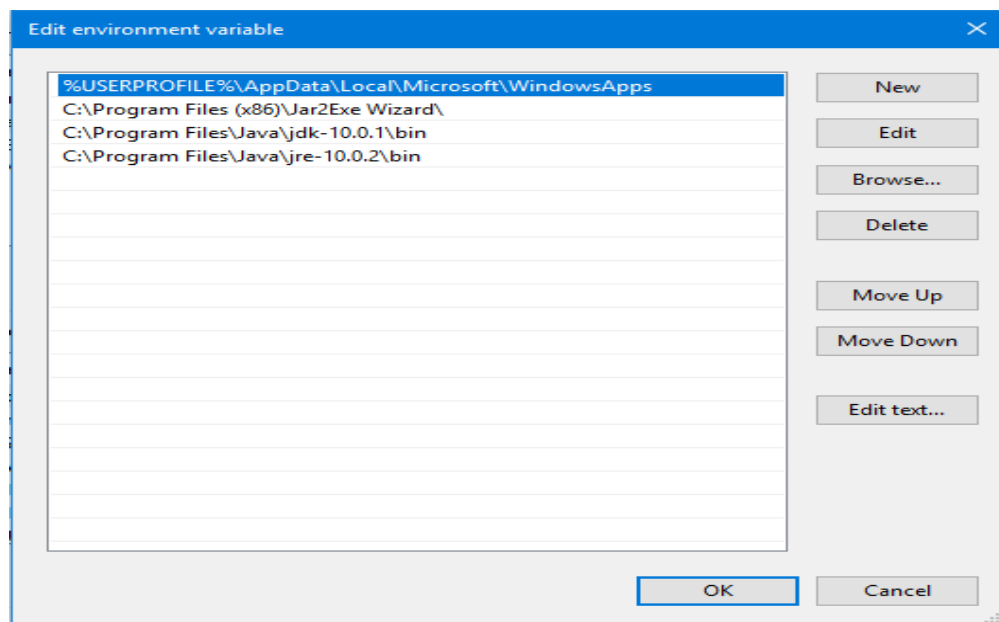 Edit environment variable
%USERPROFILE%\AppData\Local\Microsoft\WindowsApps
C:\Program Files (x86)\Jar2Exe Wizard\
C:\Program Files\Java\jdk-10.0.1\bin
C:\Program Files\Java\jre-10.0.2\bin
New
Edit
Browse...
Delete
Move Up
Move Down
Edit text...
OK
Cancel